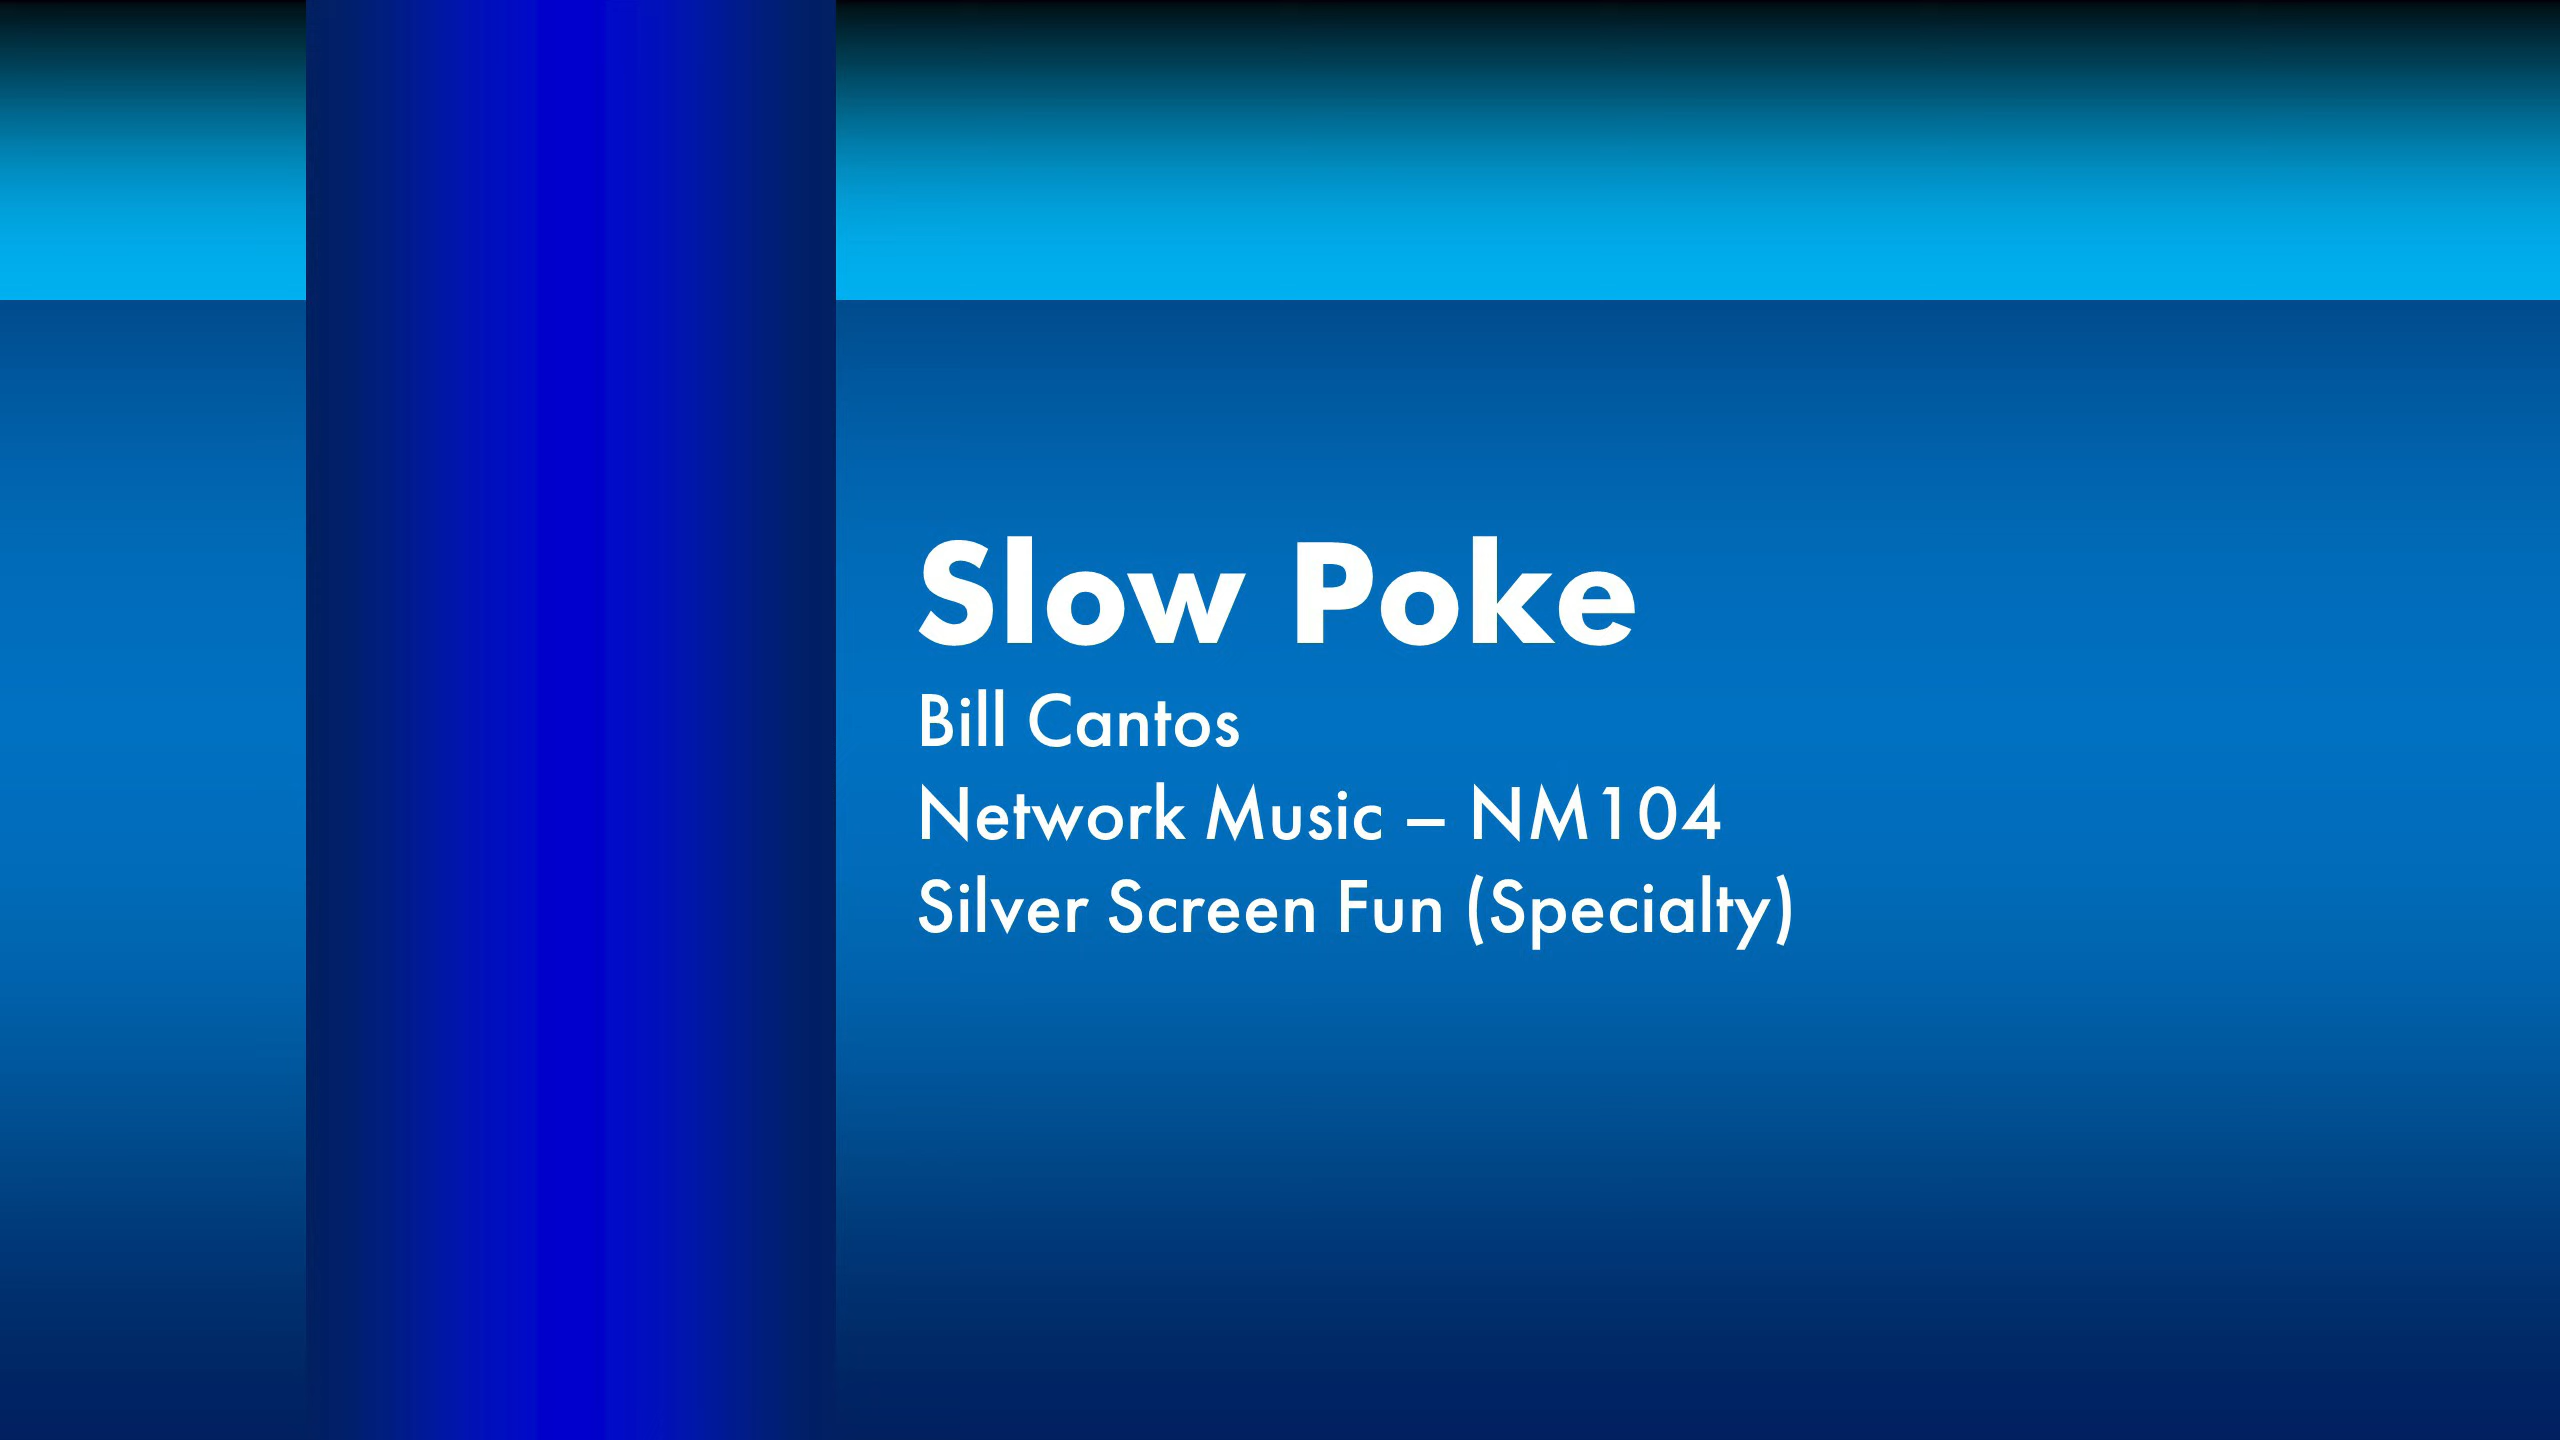 Slow Poke
Bill Cantos
Network Music – NM104
Silver Screen Fun (Specialty)